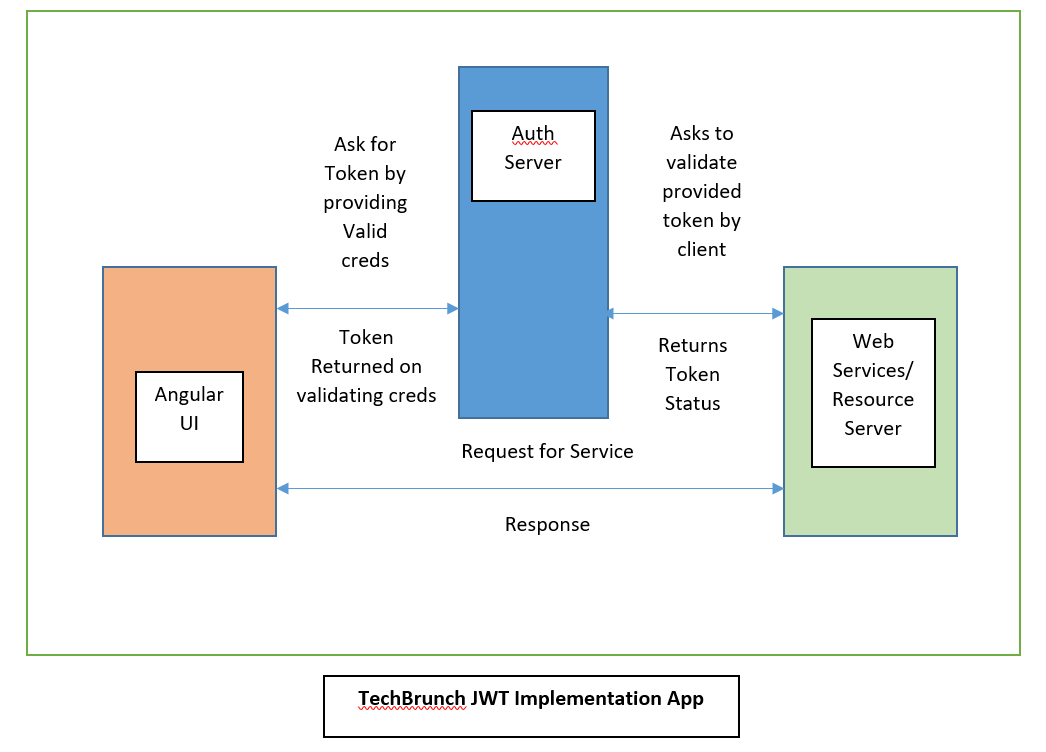 Auth
Server
Ask for
Token by
providing
Valid
creds
Asks to
validate
provided
token by
client
Token
Returned on
validating creds
Returns
Token
Status
Angular
UI
Web
Services/
Resource
Server
Request for Service
Response
TechBrunch JWT Implementation App